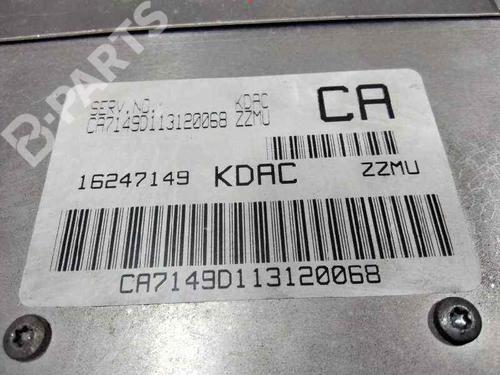 B-PARTS
SERV.NO. KDAC
CA7149D113120068 ZZMU
CA
16247149 KDAC ZZMU
CA7149D113120068